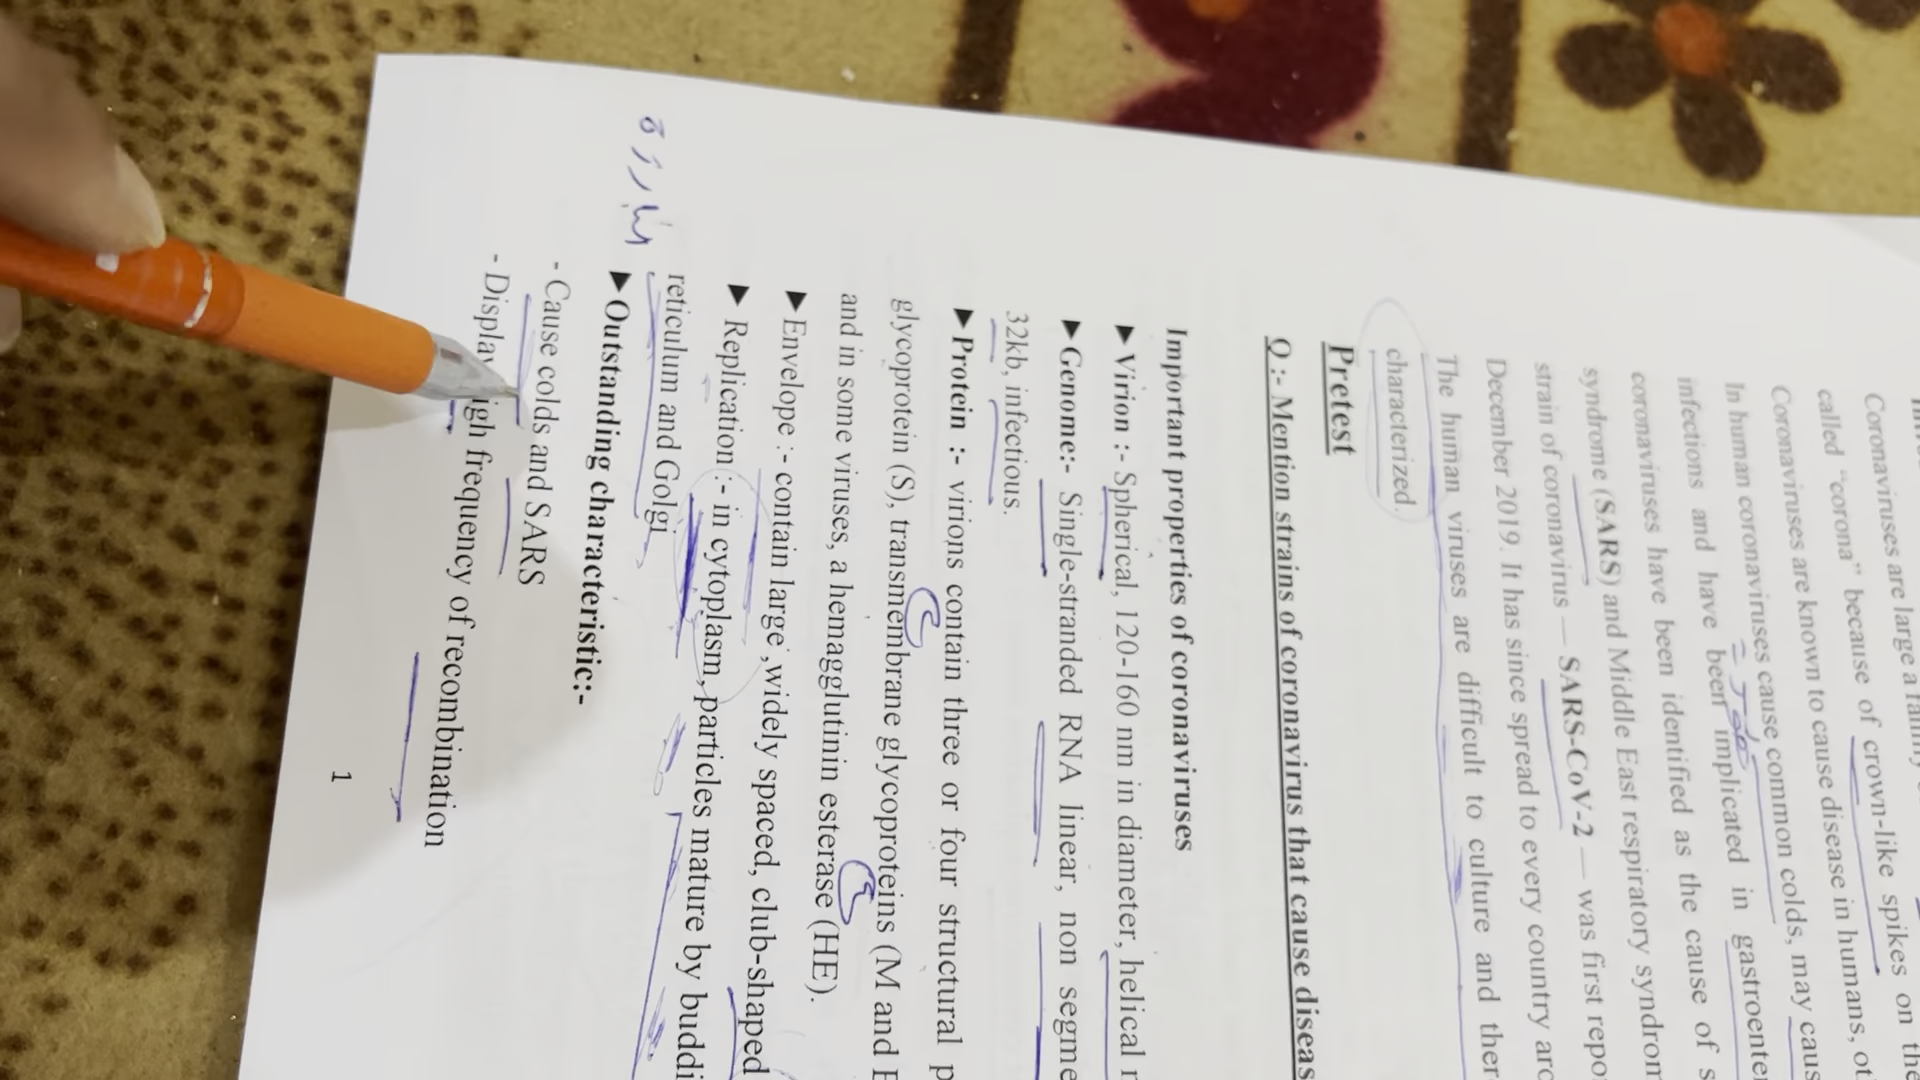 Coronaviruses are large a family
called "corona" because of crown-like spikes on the
Coronaviruses are known to cause disease in humans, ot
In human coronaviruses cause common colds, may caus
infections and have been implicated in gastroenter
coronaviruses have been identified as the cause of s
syndrome (SARS) and Middle East respiratory syndrom
strain of coronavirus — SARS-CoV-2 — was first repo
December 2019. It has since spread to every country aro
The human viruses are difficult to culture and ther
characterized.
Pretest
Q :- Mention strains of coronavirus that cause diseas
Important properties of coronaviruses
►Virion :- Spherical, 120-160 nm in diameter, helical n
►Genome:- Single-stranded RNA linear, non segme
32kb, infectious.
►Protein :- virions contain three or four structural p
glycoprotein (S), transmembrane glycoproteins (M and E
and in some viruses, a hemagglutinin esterase (HE).
►Envelope :- contain large ,widely spaced, club-shaped
► Replication :- in cytoplasm, particles mature by buddi
reticulum and Golgi
►Outstanding characteristic:-
- Cause colds and SARS
- Display igh frequency of recombination
1